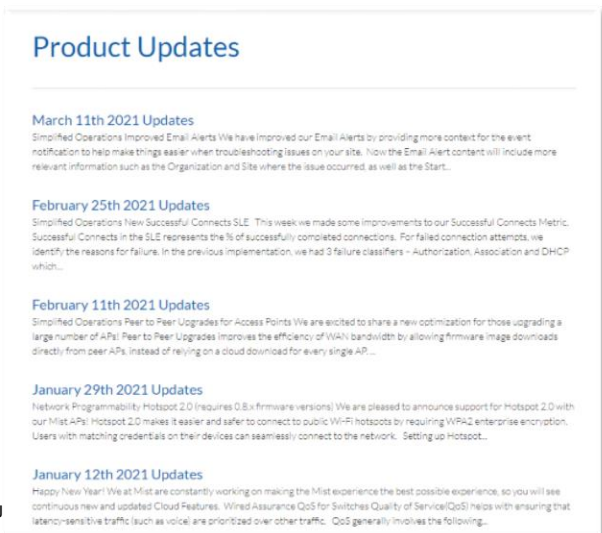 Product Updates
March 11th 2021 Updates
Simplified Operations Improved Email Alerts We have improved our Email Alerts by providing more context for the event
notification to help make things easier when troubleshooting issues on your site. Now the Email Alert content will include more
relevant information such as the Organization and Site where the issue occurred, as well as the Start...
February 25th 2021 Updates
Simplified Operations New Successful Connects SLE This week we made some improvements to our Successful Connects Metric.
Successful Connects in the SLE represents the % of successfully completed connections. For failed connection attempts, we
identify the reasons for failure. In the previous implementation, we had 3 failure classifiers – Authorization, Association and DHCP
which...
February 11th 2021 Updates
Simplified Operations Peer to Peer Upgrades for Access Points We are excited to share a new optimization for those upgrading a
large number of APs! Peer to Peer Upgrades improves the efficiency of WAN bandwidth by allowing firmware image downloads
directly from peer APs, instead of relying on a cloud download for every single AP. ...
January 29th 2021 Updates
Network Programmability Hotspot 2.0 (requires 0.8.x firmware versions) We are pleased to announce support for Hotspot 2.0 with
our Mist APs! Hotspot 2.0 makes it easier and safer to connect to public Wi-Fi hotspots by requiring WPA2 enterprise encryption.
Users with matching credentials on their devices can seamlessly connect to the network. Setting up Hotspot...
January 12th 2021 Updates
Happy New Year! We at Mist are constantly working on making the Mist experience the best possible experience, so you will see
continuous new and updated Cloud Features. Wired Assurance QoS for Switches Quality of Service(QoS) helps with ensuring that
latency-sensitive traffic (such as voice) are prioritized over other traffic. QoS generally involves the following...